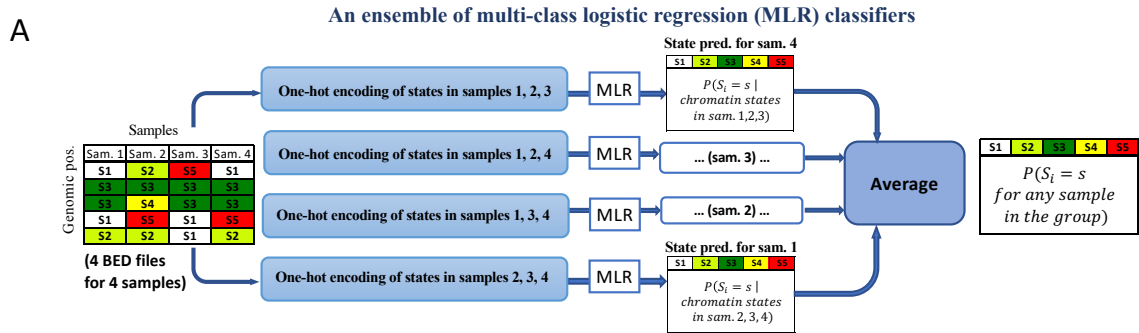 An ensemble of multi-class logistic regression (MLR) classifiers
A
Samples
Genomic pos.
Sam. 1 Sam. 2 Sam. 3 Sam. 4
S1 S2 S5 S1
S3 S3 S3 S3
S3 S4 S3 S3
S1 S5 S1 S5
S2 S2 S1 S2
(4 BED files
for 4 samples)
One-hot encoding of states in samples 1, 2, 3
MLR
State pred. for sam. 4
S1 S2 S3 S4 S5
P(Si = s |
chromatin states
in sam. 1,2,3)
One-hot encoding of states in samples 1, 2, 4
MLR
... (sam. 3) ...
One-hot encoding of states in samples 1, 3, 4
MLR
... (sam. 2) ...
One-hot encoding of states in samples 2, 3, 4
MLR
State pred. for sam. 1
S1 S2 S3 S4 S5
P(Si = s |
chromatin states
in sam. 2, 3, 4)
Average
S1 S2 S3 S4 S5
P(Si = s
for any sample
in the group)